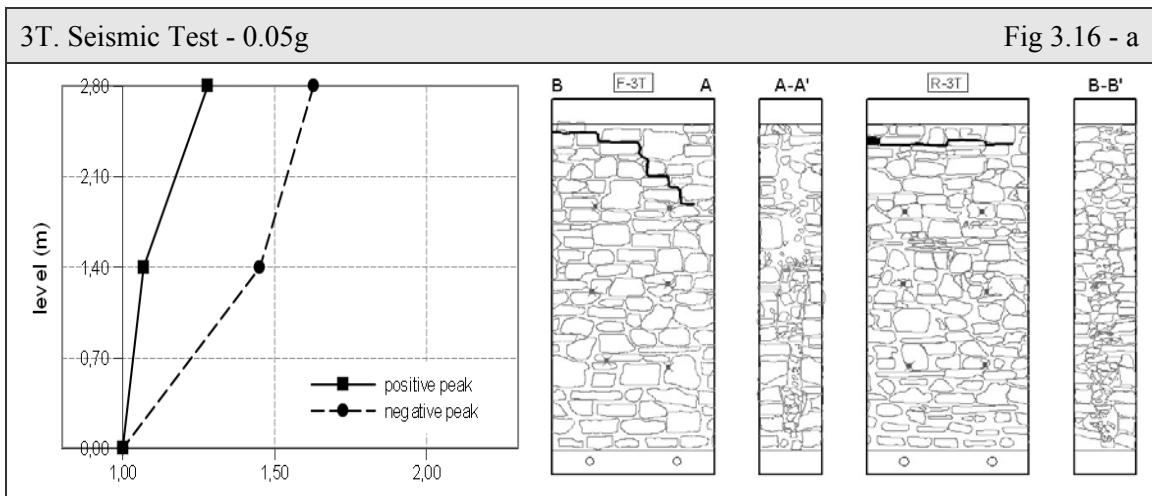 3T. Seismic Test - 0.05g Fig 3.16 - a
level (m)
2,80
2,10
1,40
0,70
0,00
1,00 1,50 2,00
positive peak
negative peak
B F-3T A
A-A'
R-3T
B-B'